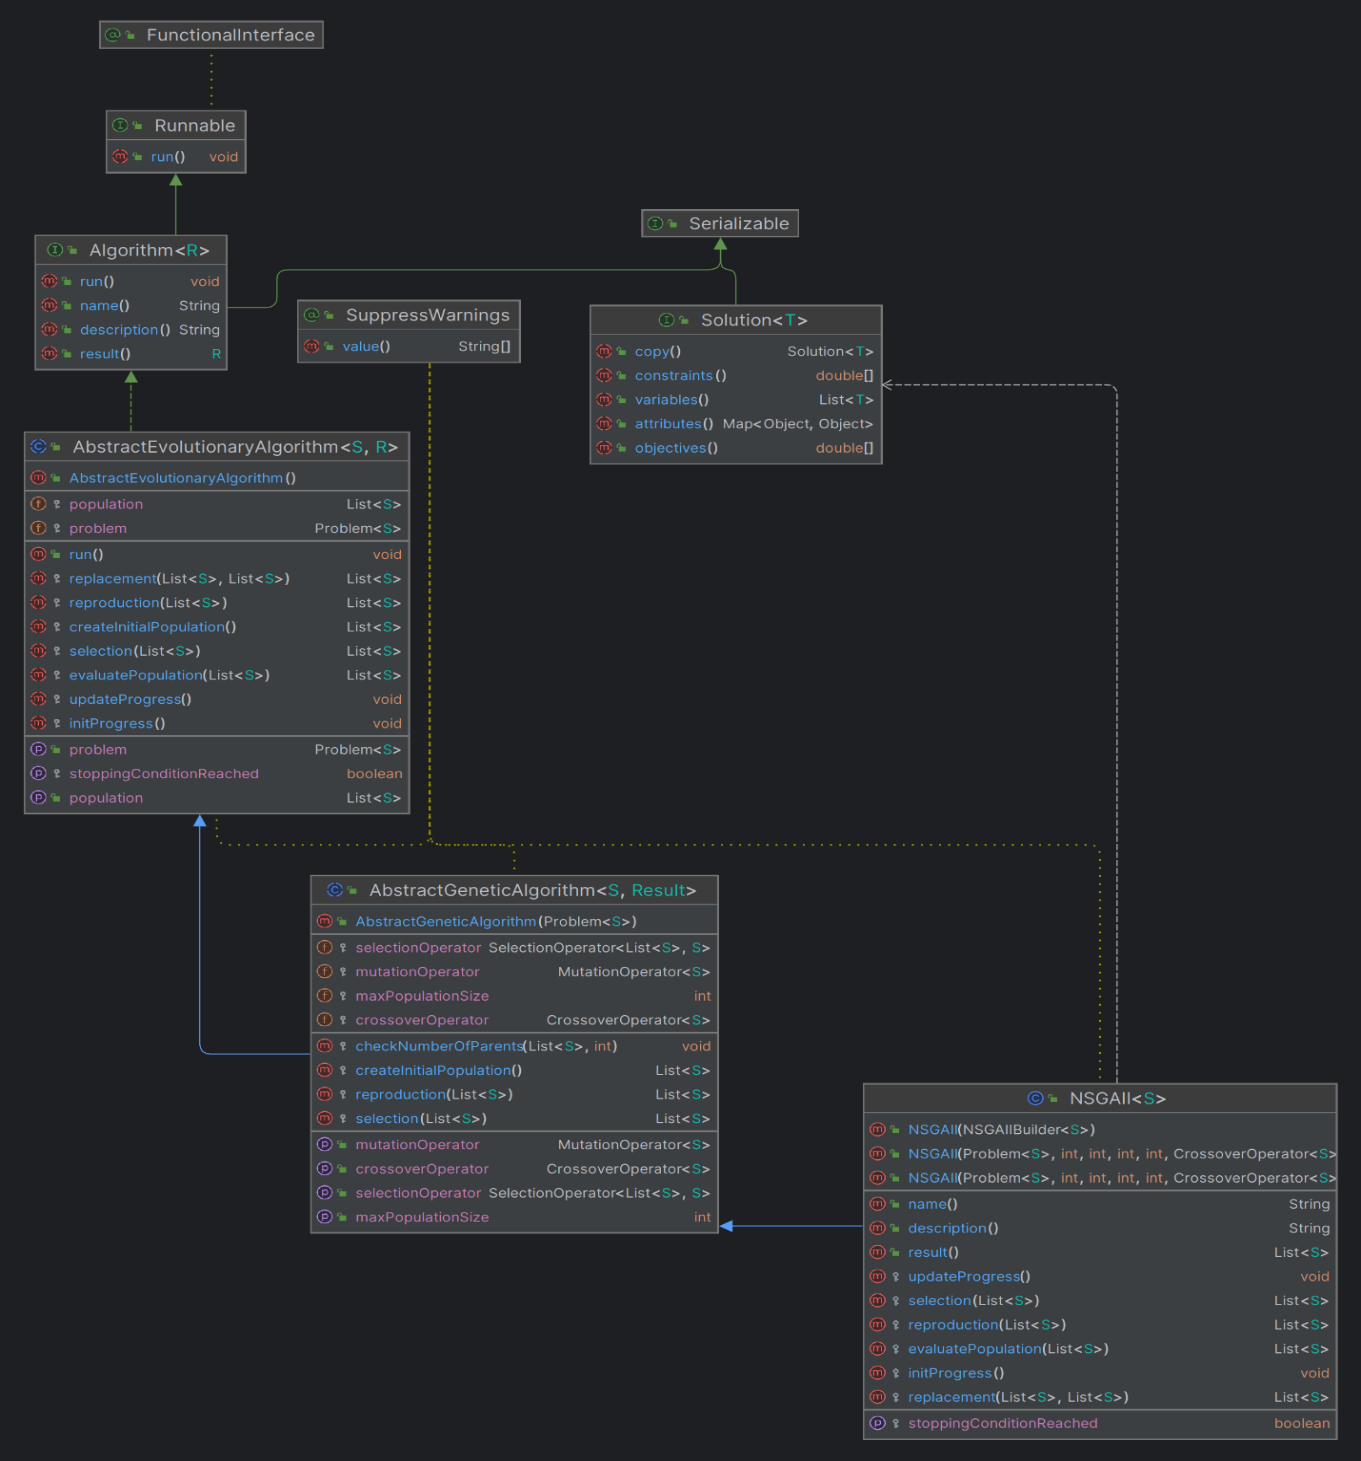 FunctionalInterface
Runnable
run() void
Serializable
Algorithm<R>
run() void
name() String
description() String
result() R
SuppressWarnings
value() String[]
Solution<T>
copy() Solution<T>
constraints() double[]
variables() List<T>
attributes() Map<Object, Object>
objectives() double[]
AbstractEvolutionaryAlgorithm<S, R>
AbstractEvolutionaryAlgorithm()
population List<S>
problem Problem<S>
run() void
replacement(List<S>, List<S>) List<S>
reproduction(List<S>) List<S>
createInitialPopulation() List<S>
selection(List<S>) List<S>
evaluatePopulation(List<S>) List<S>
updateProgress() void
initProgress() void
problem Problem<S>
stoppingConditionReached boolean
population List<S>
AbstractGeneticAlgorithm<S, Result>
AbstractGeneticAlgorithm(Problem<S>)
selectionOperator SelectionOperator<List<S>, S>
mutationOperator MutationOperator<S>
maxPopulationSize int
crossoverOperator CrossoverOperator<S>
checkNumberOfParents(List<S>, int) void
createInitialPopulation() List<S>
reproduction(List<S>) List<S>
selection(List<S>) List<S>
mutationOperator MutationOperator<S>
crossoverOperator CrossoverOperator<S>
selectionOperator SelectionOperator<List<S>, S>
maxPopulationSize int
NSGAII<S>
NSGAII(NSGAIIBuilder<S>)
NSGAII(Problem<S>, int, int, int, int, CrossoverOperator<S>
NSGAII(Problem<S>, int, int, int, int, CrossoverOperator<S>
name() String
description() String
result() List<S>
updateProgress() void
selection(List<S>) List<S>
reproduction(List<S>) List<S>
evaluatePopulation(List<S>) List<S>
initProgress() void
replacement(List<S>, List<S>) List<S>
stoppingConditionReached boolean